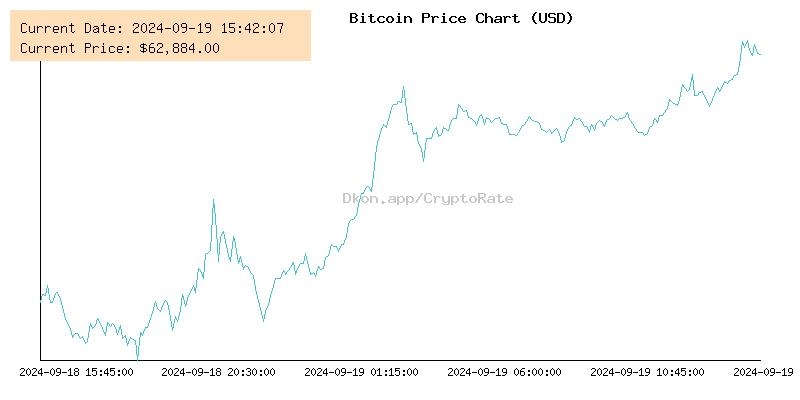 Bitcoin Price Chart (USD)
Current Date: 2024-09-19 15:42:07
Current Price: $62,884.00
Dkon.app/CryptoRate
2024-09-18 15:45:00 2024-09-18 20:30:00 2024-09-19 01:15:00 2024-09-19 06:00:00 2024-09-19 10:45:00 2024-09-19